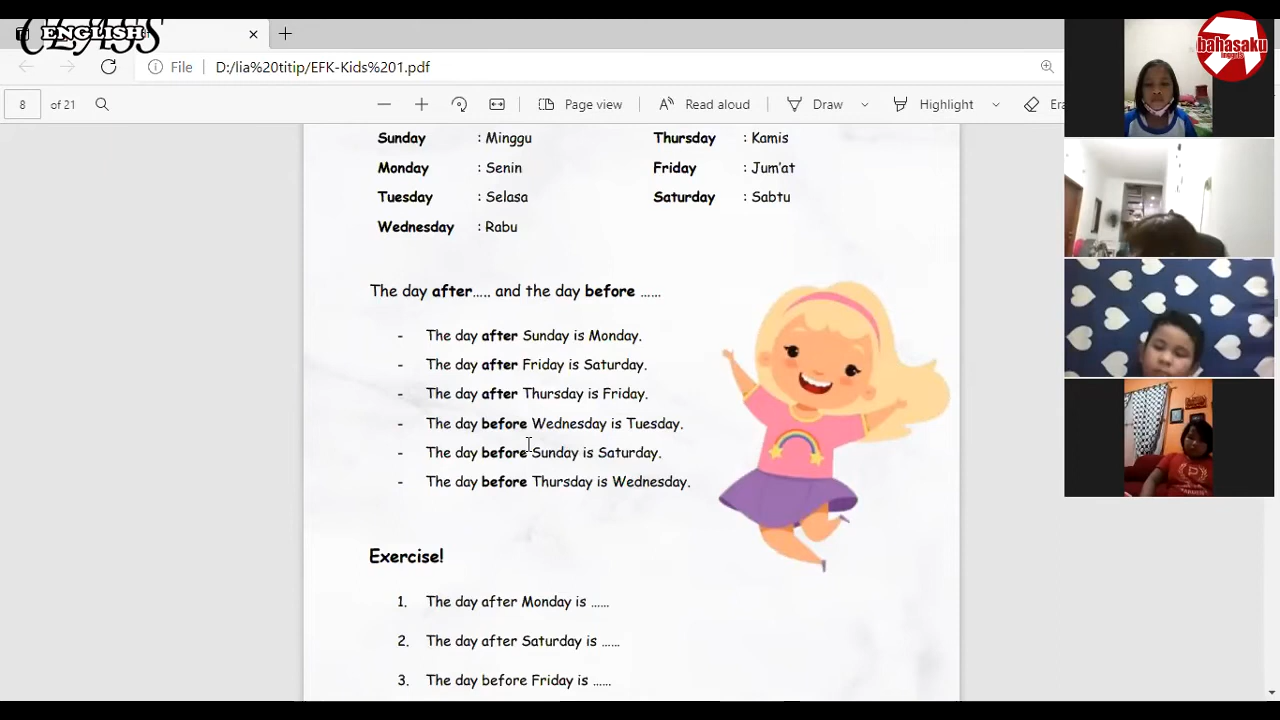 CLASS
ENGLISH
File D:/lia%20titip/EFK-Kids%201.pdf
8 of 21 Page view Read aloud Draw Highlight Era
bahasaku
inggris
Sunday : Minggu Thursday : Kamis
Monday : Senin Friday : Jum'at
Tuesday : Selasa Saturday : Sabtu
Wednesday : Rabu
The day after..... and the day before ......
- The day after Sunday is Monday.
- The day after Friday is Saturday.
- The day after Thursday is Friday.
- The day before Wednesday is Tuesday.
- The day before Sunday is Saturday.
- The day before Thursday is Wednesday.
Exercise!
1. The day after Monday is ......
2. The day after Saturday is ......
3. The day before Friday is ......